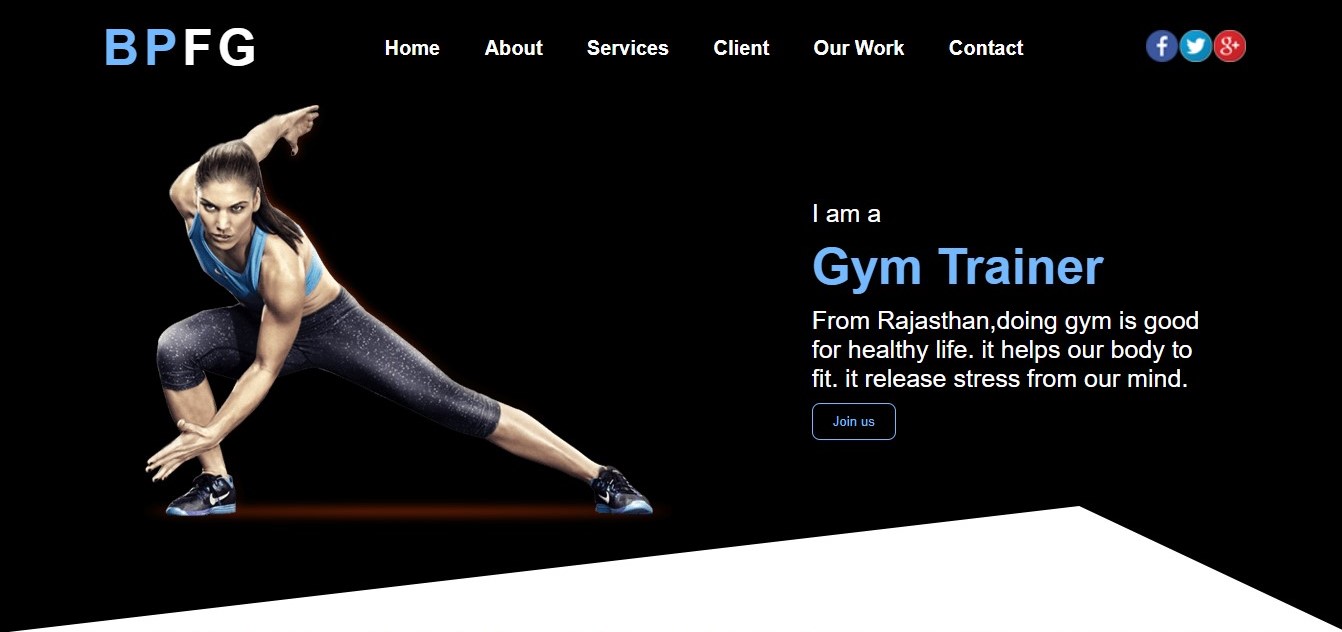 BPFG
Home
About
Services
Client
Our Work
Contact
f
g+
I am a
Gym Trainer
From Rajasthan,doing gym is good
for healthy life. it helps our body to
fit. it release stress from our mind.
Join us